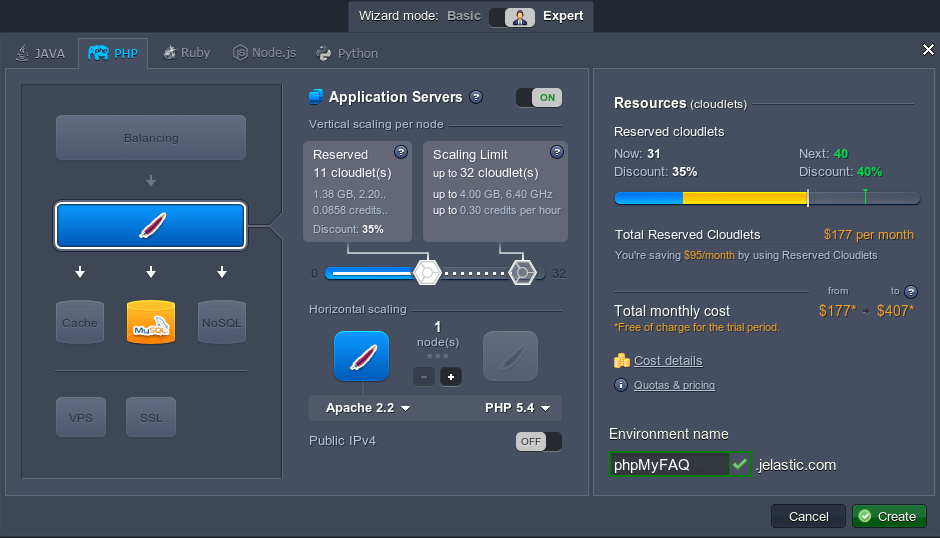 Wizard mode: Basic Expert
JAVA PHP Ruby Node.js Python
Balancing
Cache
MySQL
NoSQL
VPS
SSL
Application Servers ? ON
Vertical scaling per node
Reserved ?
11 cloudlet(s)
1.38 GB, 2.20..
0.0858 credits..
Discount: 35%
Scaling Limit ?
up to 32 cloudlet(s)
up to 4.00 GB, 6.40 GHz
up to 0.30 credits per hour
0 32
Horizontal scaling
1
node(s)
− +
Apache 2.2 PHP 5.4
Public IPv4 OFF
Resources (cloudlets)
Reserved cloudlets
Now: 31 Next: 40
Discount: 35% Discount: 40%
Total Reserved Cloudlets $177 per month
You're saving $95/month by using Reserved Cloudlets
from to ?
Total monthly cost $177* - $407*
*Free of charge for the trial period.
Cost details
Quotas & pricing
Environment name
phpMyFAQ .jelastic.com
Cancel Create